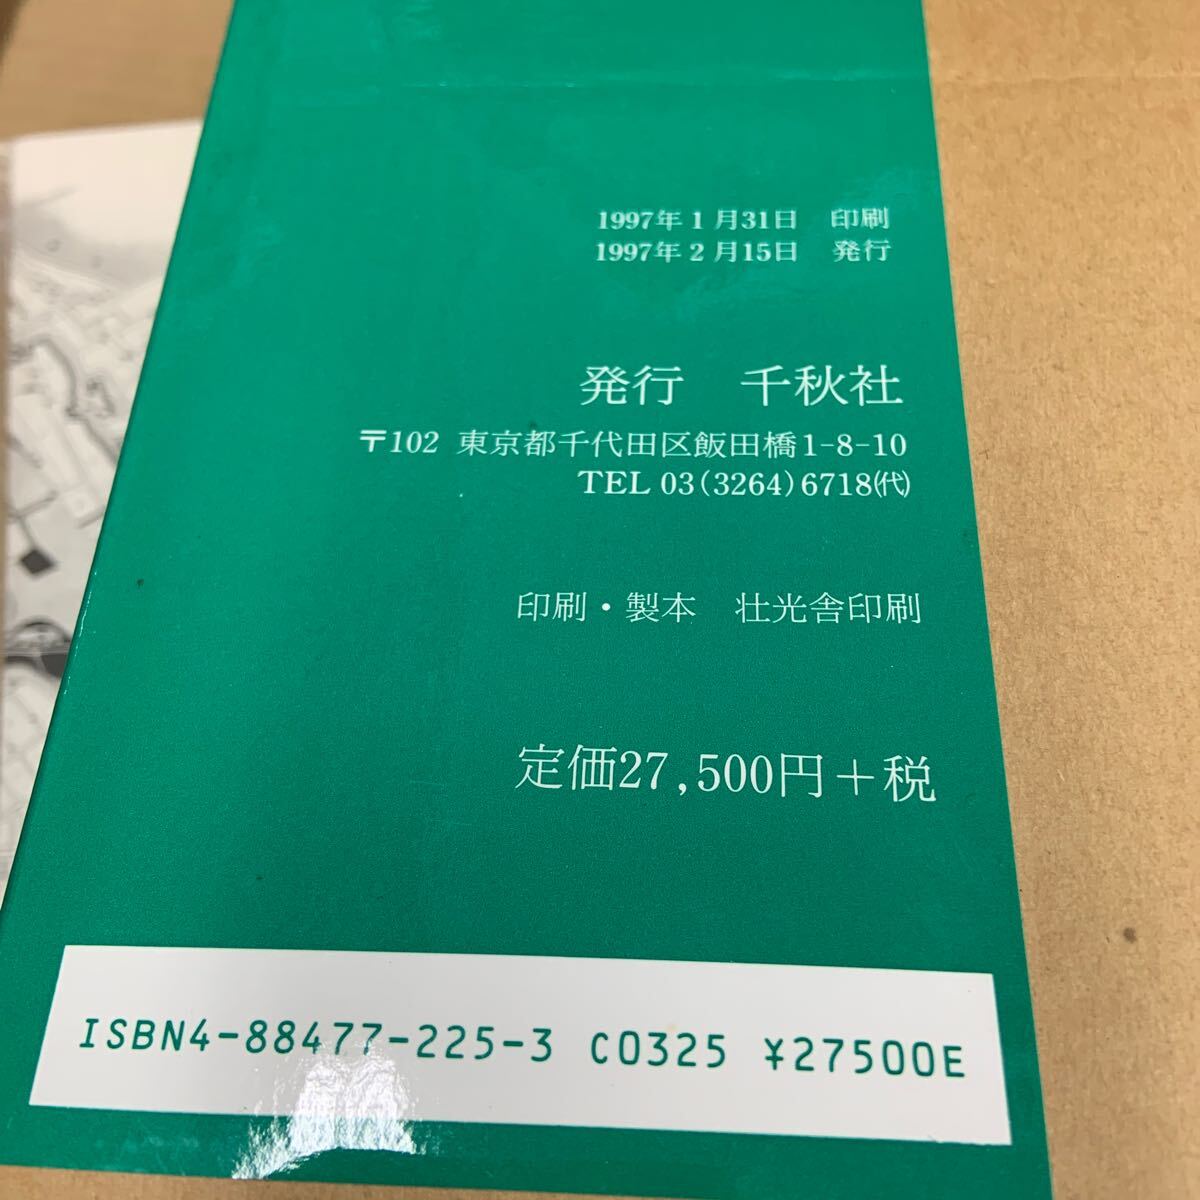 1997年1月31日　印刷
1997年2月15日　発行
発行　千秋社
〒102 東京都千代田区飯田橋1-8-10
TEL 03(3264)6718㈹
印刷・製本　壮光舎印刷
定価27,500円＋税
ISBN4-88477-225-3 C0325 ¥27500E